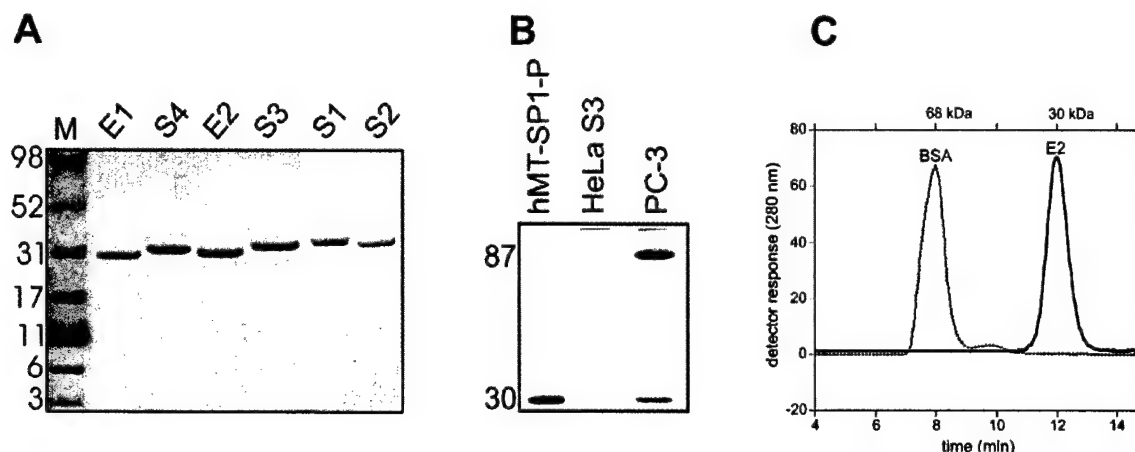 A
M E1 S4 E2 S3 S1 S2
98
52
31
17
11
6
3
B
hMT-SP1-P
HeLa S3
PC-3
87
30
C
68 kDa 30 kDa
BSA E2
detector response (280 nm)
80
60
40
20
0
-20
4 6 8 10 12 14
time (min)